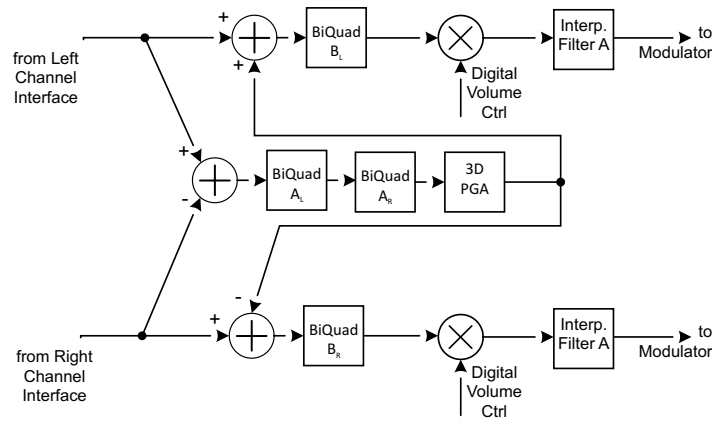 from Left
Channel
Interface
+
+
BiQuad
B_L
Digital
Volume
Ctrl
Interp.
Filter A
to
Modulator
+
-
BiQuad
A_L
BiQuad
A_R
3D
PGA
from Right
Channel
Interface
+
-
BiQuad
B_R
Digital
Volume
Ctrl
Interp.
Filter A
to
Modulator